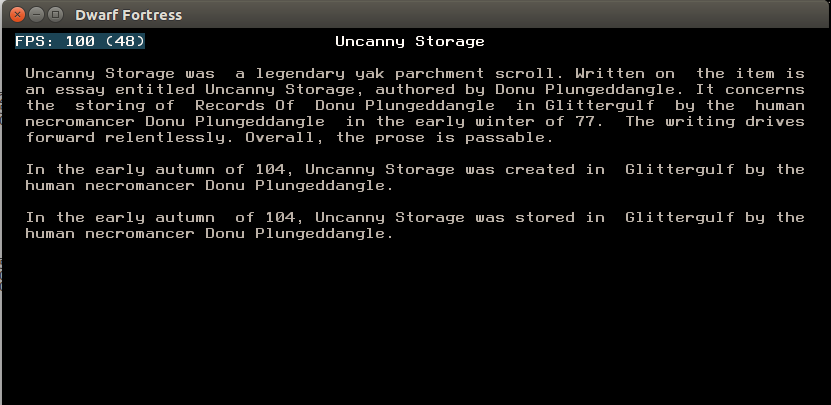 Dwarf Fortress
FPS: 100 (48) Uncanny Storage
Uncanny Storage was  a legendary yak parchment scroll. Written on  the item is
an essay entitled Uncanny Storage, authored by Donu Plungeddangle. It concerns
the  storing of  Records Of  Donu Plungeddangle  in Glittergulf  by the  human
necromancer Donu Plungeddangle  in the early winter of 77.  The writing drives
forward relentlessly. Overall, the prose is passable.
In the early autumn of 104, Uncanny Storage was created in  Glittergulf by the
human necromancer Donu Plungeddangle.
In the early autumn  of 104, Uncanny Storage was stored in  Glittergulf by the
human necromancer Donu Plungeddangle.